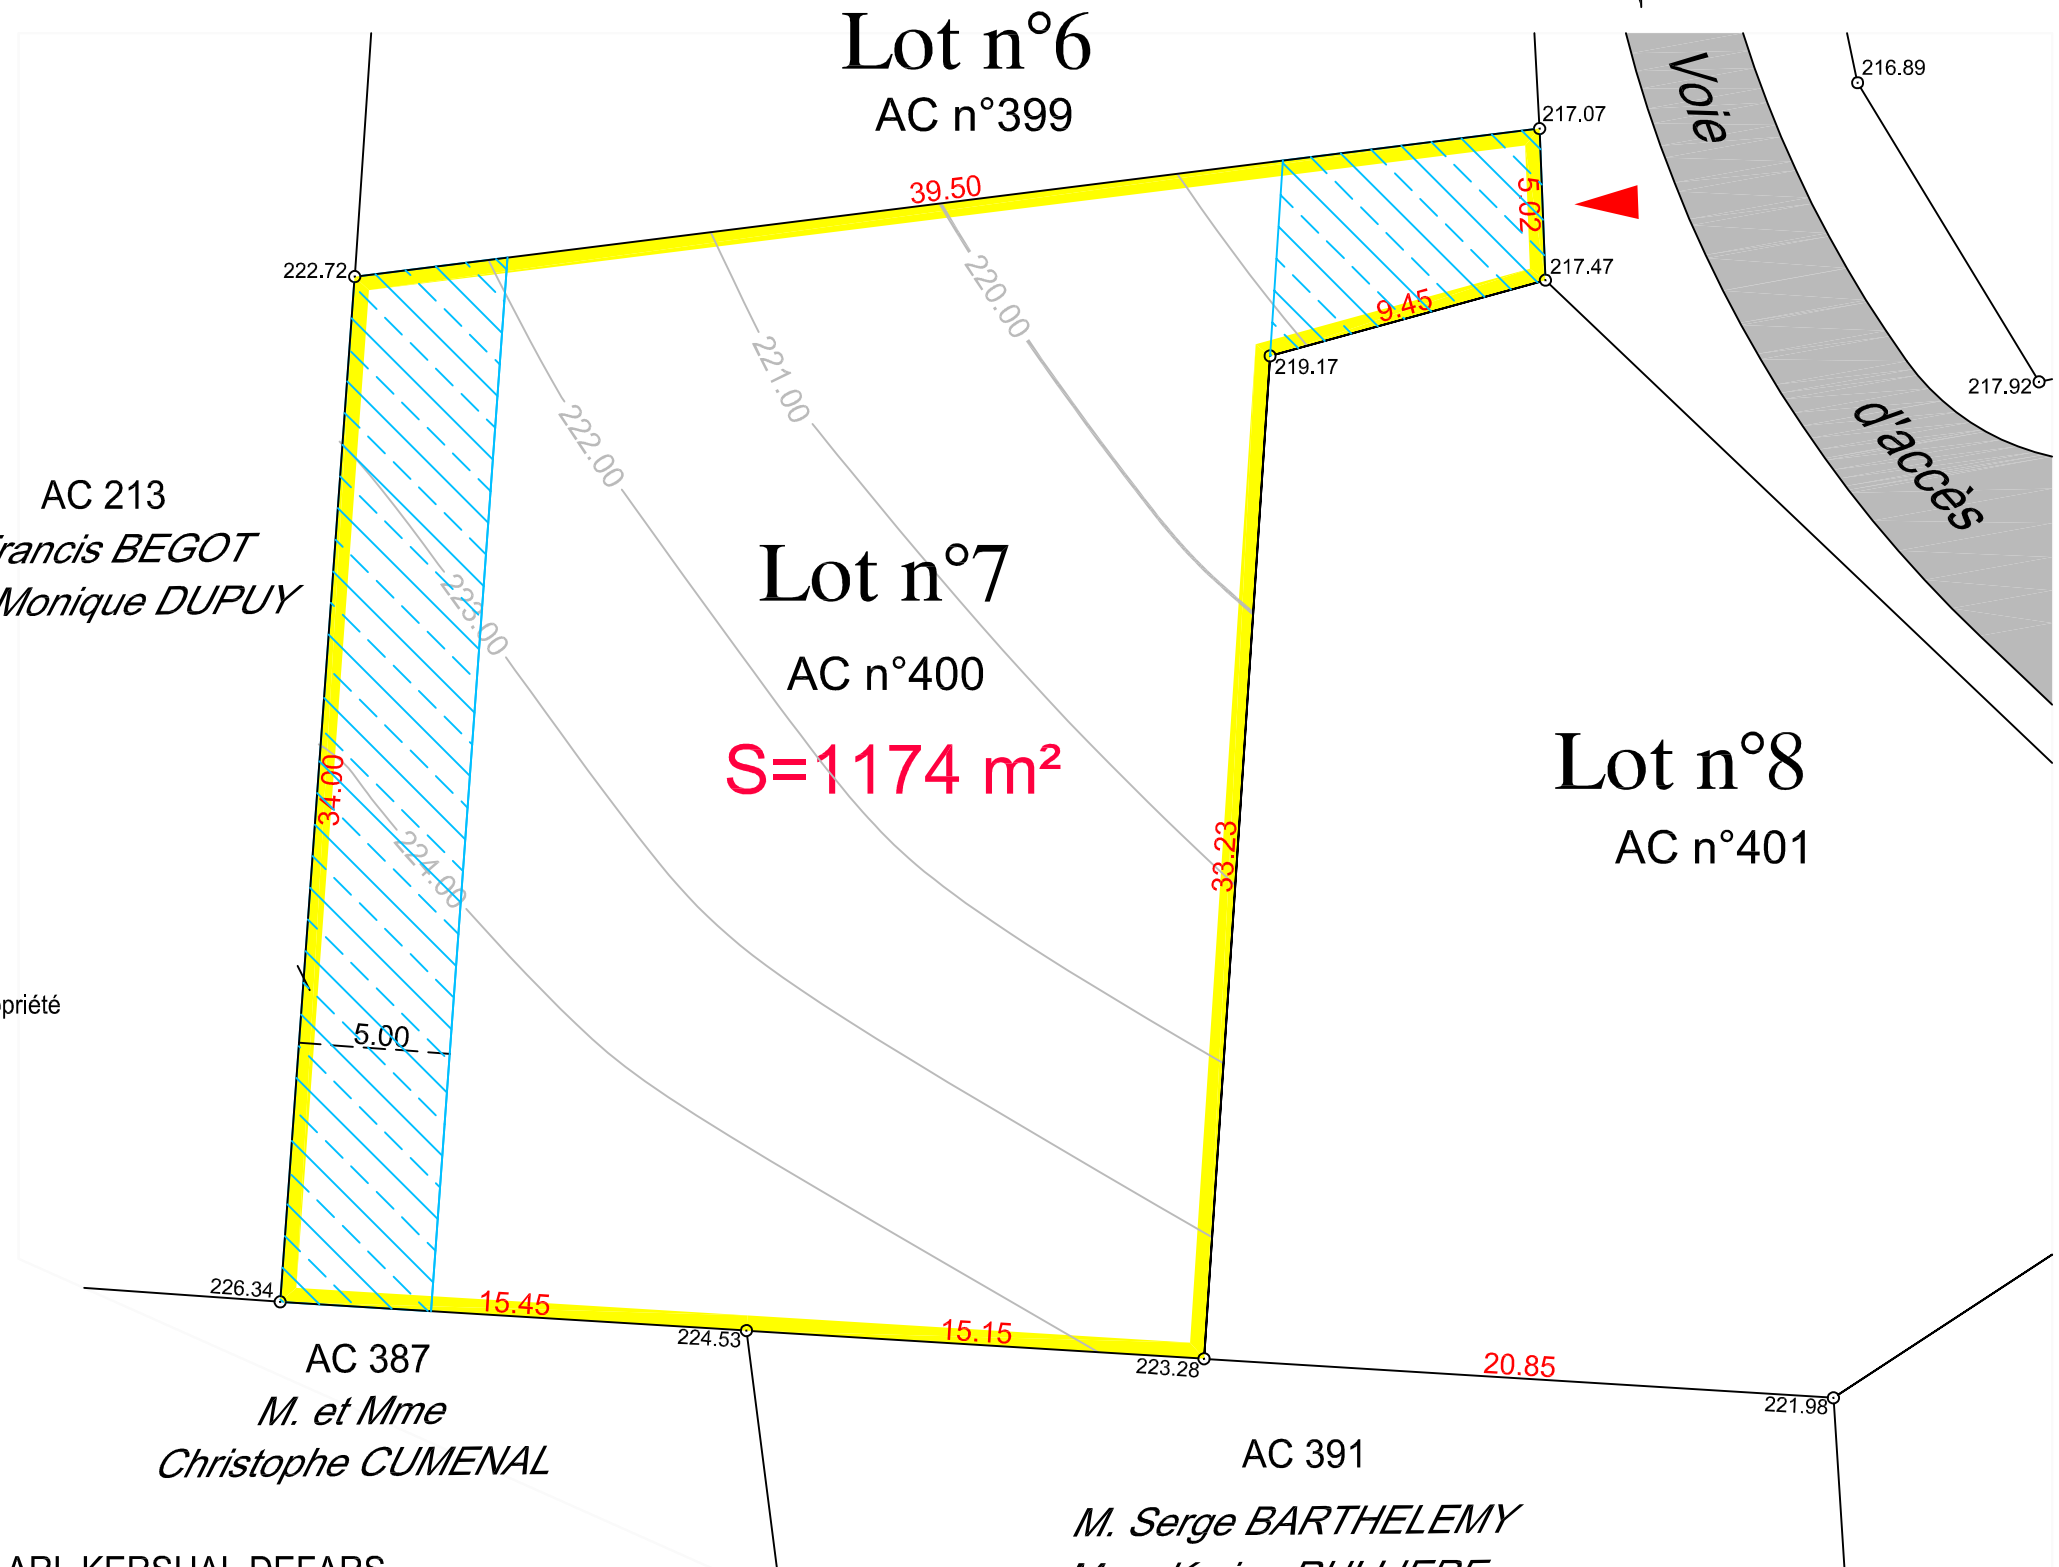 Lot n°6
AC n°399
Voie
216.89
217.07
39.50
5.02
222.72
217.47
220.00
9.45
221.00
219.17
217.92
d'accès
222.00
AC 213
Francis BEGOT
Monique DUPUY
223.00
Lot n°7
AC n°400
S=1174 m²
34.00
224.00
33.23
Lot n°8
AC n°401
5.00
226.34
15.45
224.53
15.15
223.28
20.85
221.98
AC 387
M. et Mme
Christophe CUMENAL
AC 391
M. Serge BARTHELEMY